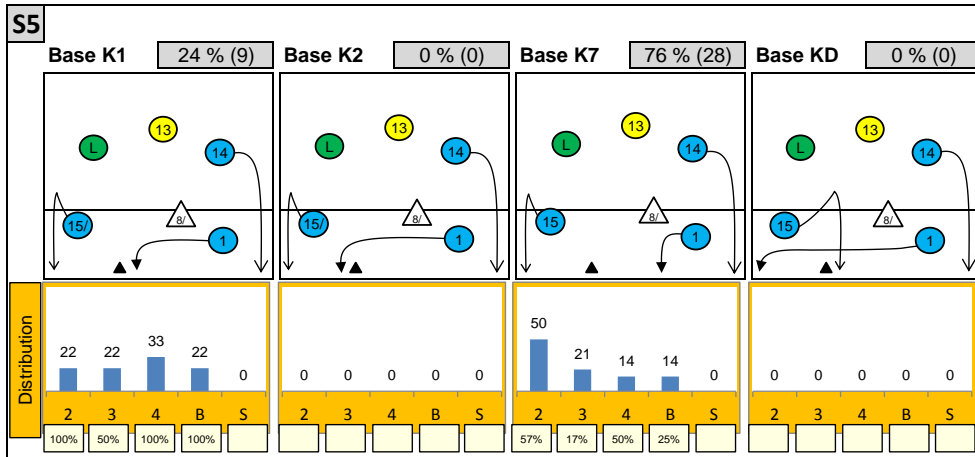 S5
Base K1 24 % (9) Base K2 0 % (0) Base K7 76 % (28) Base KD 0 % (0)
13 13 13 13
L 14 L 14 L 14 L 14
15/ 8/ 1 15/ 8/ 1 15 8/ 1 15 8/ 1
Distribution
22 22 33 22 0 0 0 0 0 0 50 21 14 14 0 0 0 0 0 0
2 3 4 B S 2 3 4 B S 2 3 4 B S 2 3 4 B S
100% 50% 100% 100% 57% 17% 50% 25%